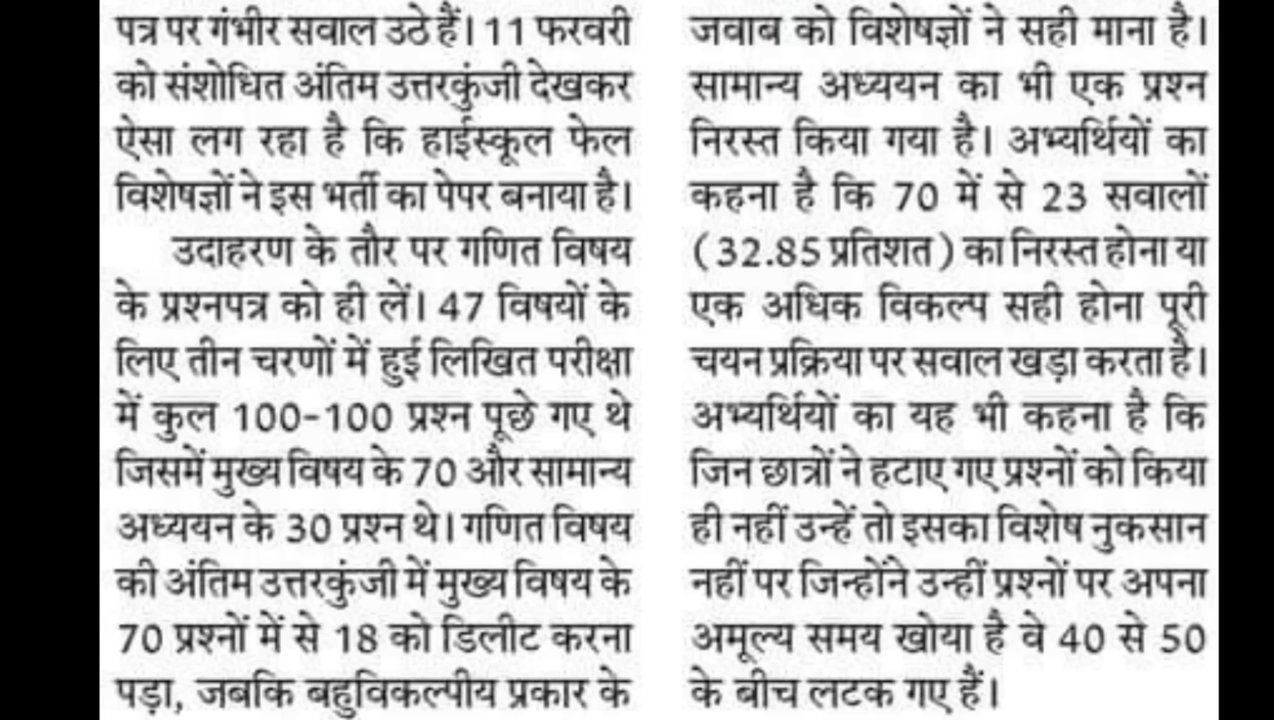 पत्र पर गंभीर सवाल उठे हैं। 11 फरवरी
को संशोधित अंतिम उत्तरकुंजी देखकर
ऐसा लग रहा है कि हाईस्कूल फेल
विशेषज्ञों ने इस भर्ती का पेपर बनाया है।
उदाहरण के तौर पर गणित विषय
के प्रश्नपत्र को ही लें। 47 विषयों के
लिए तीन चरणों में हुई लिखित परीक्षा
में कुल 100-100 प्रश्न पूछे गए थे
जिसमें मुख्य विषय के 70 और सामान्य
अध्ययन के 30 प्रश्न थे। गणित विषय
की अंतिम उत्तरकुंजी में मुख्य विषय के
70 प्रश्नों में से 18 को डिलीट करना
पड़ा, जबकि बहुविकल्पीय प्रकार के
जवाब को विशेषज्ञों ने सही माना है।
सामान्य अध्ययन का भी एक प्रश्न
निरस्त किया गया है। अभ्यर्थियों का
कहना है कि 70 में से 23 सवालों
(32.85 प्रतिशत) का निरस्त होना या
एक अधिक विकल्प सही होना पूरी
चयन प्रक्रिया पर सवाल खड़ा करता है।
अभ्यर्थियों का यह भी कहना है कि
जिन छात्रों ने हटाए गए प्रश्नों को किया
ही नहीं उन्हें तो इसका विशेष नुकसान
नहीं पर जिन्होंने उन्हीं प्रश्नों पर अपना
अमूल्य समय खोया है वे 40 से 50
के बीच लटक गए हैं।